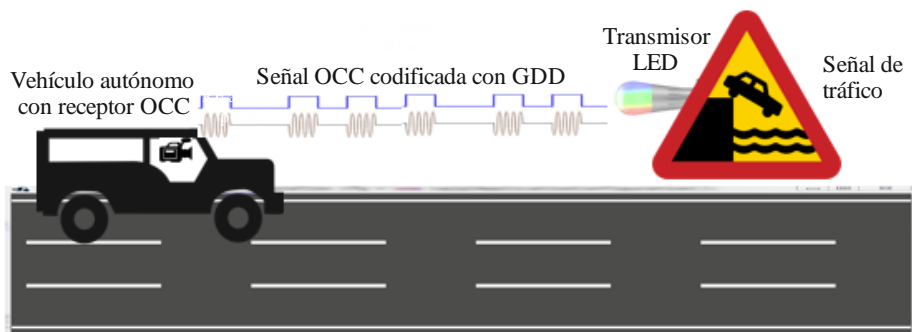 Vehículo autónomo
con receptor OCC
Señal OCC codificada con GDD
Transmisor
LED
Señal de
tráfico